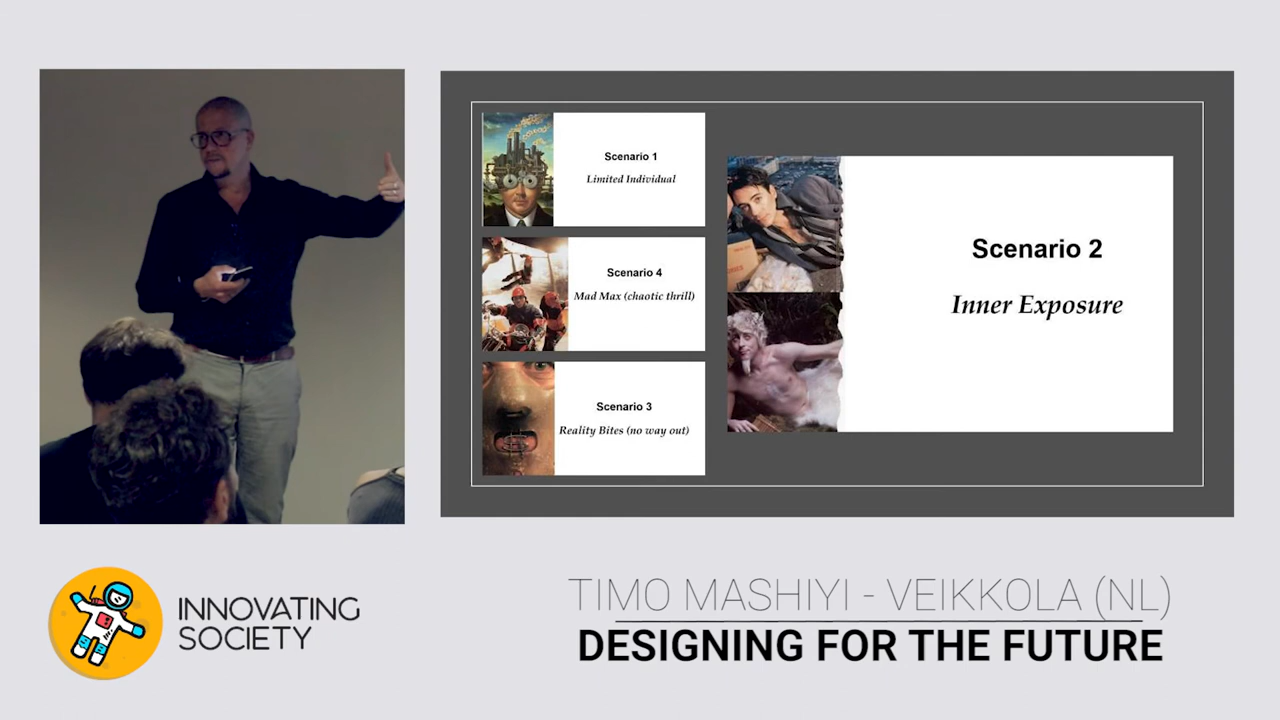 Scenario 1
Limited Individual
Scenario 4
Mad Max (chaotic thrill)
Scenario 3
Reality Bites (no way out)
Scenario 2
Inner Exposure
INNOVATING
SOCIETY
TIMO MASHIYI - VEIKKOLA (NL)
DESIGNING FOR THE FUTURE